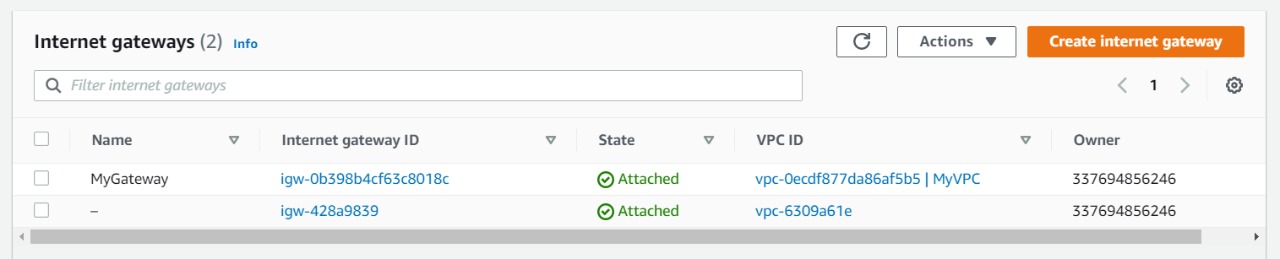 Internet gateways (2) Info
Actions ▼ Create internet gateway
Filter internet gateways
1
Name Internet gateway ID State VPC ID Owner
MyGateway igw-0b398b4cf63c8018c Attached vpc-0ecdf877da86af5b5 | MyVPC 337694856246
– igw-428a9839 Attached vpc-6309a61e 337694856246